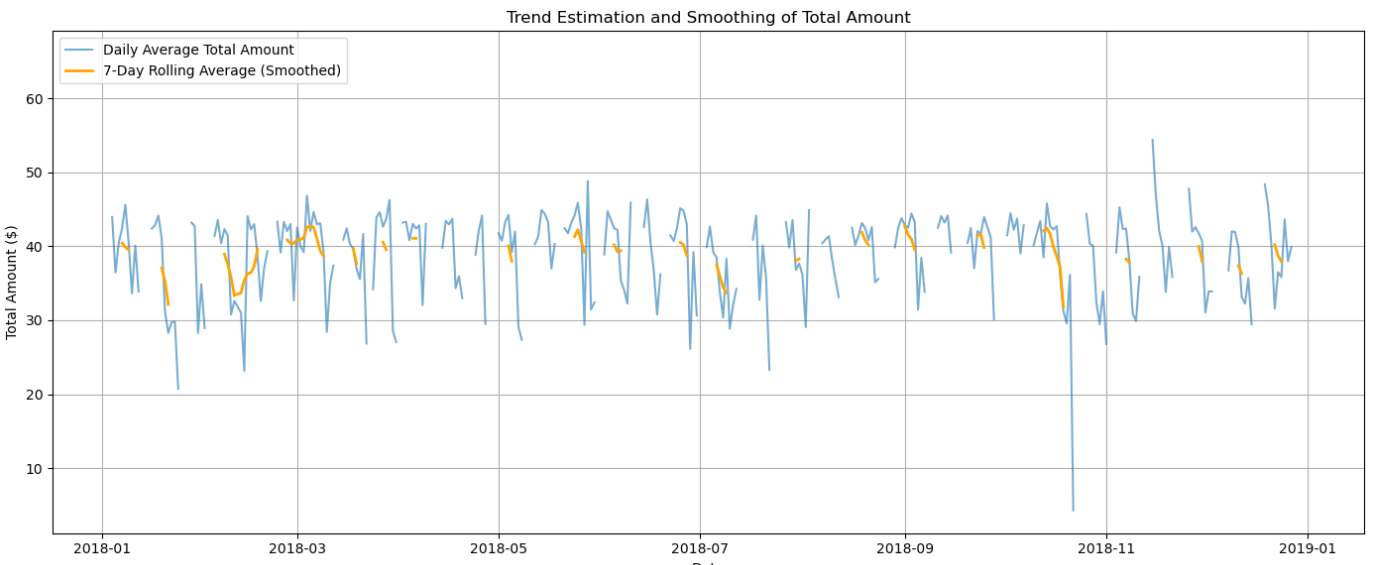 Trend Estimation and Smoothing of Total Amount
Daily Average Total Amount
7-Day Rolling Average (Smoothed)
Total Amount ($)
60
50
40
30
20
10
2018-01 2018-03 2018-05 2018-07 2018-09 2018-11 2019-01